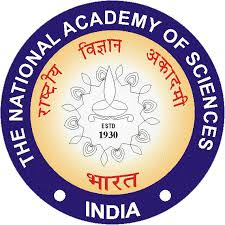 THE NATIONAL ACADEMY OF SCIENCES
राष्ट्रीय विज्ञान अकादमी
ESTD
1930
भारत
INDIA